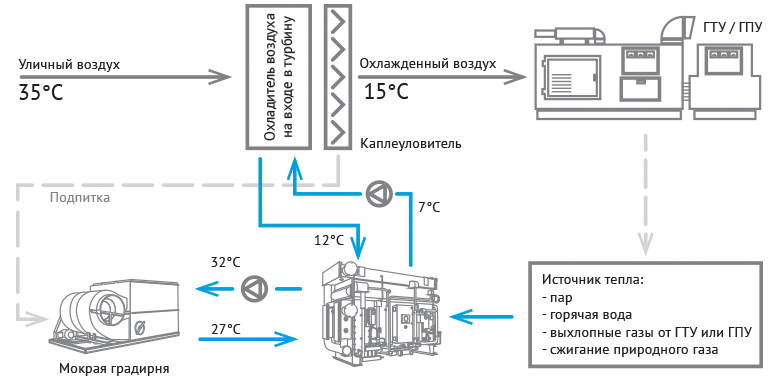 Уличный воздух
35°C
Охладитель воздуха
на входе в турбину
Охлажденный воздух
15°C
ГТУ / ГПУ
Каплеуловитель
Подпитка
7°C
12°C
32°C
27°C
Мокрая градирня
Источник тепла:
- пар
- горячая вода
- выхлопные газы от ГТУ или ГПУ
- сжигание природного газа